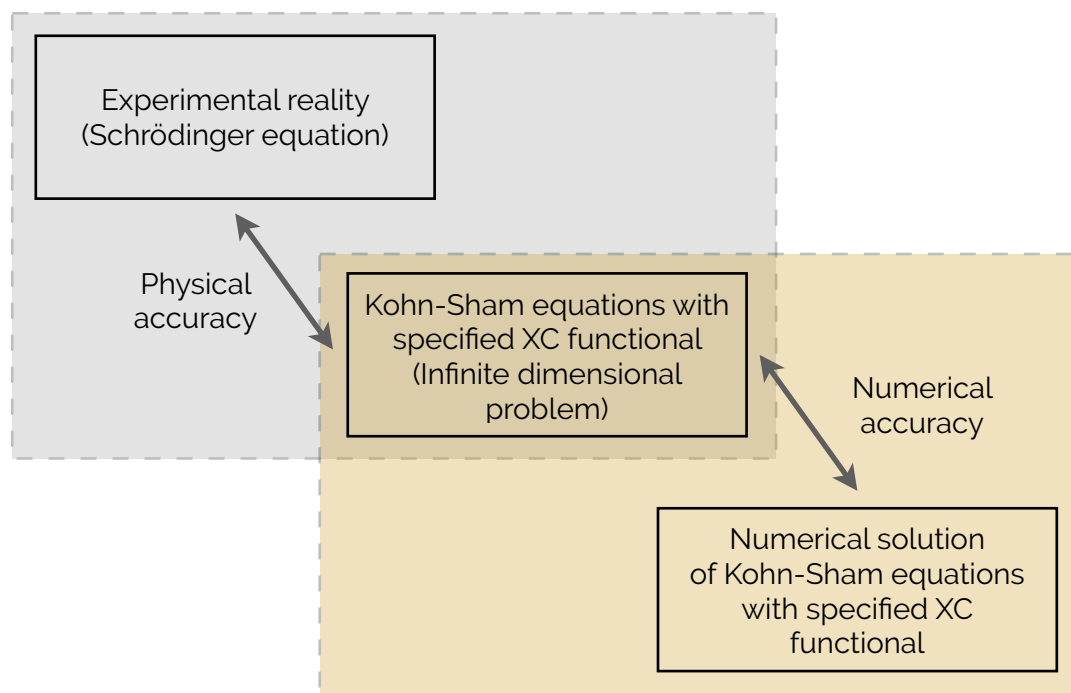 Experimental reality
(Schrödinger equation)
Physical
accuracy
Kohn-Sham equations with
specified XC functional
(Infinite dimensional
problem)
Numerical
accuracy
Numerical solution
of Kohn-Sham equations
with specified XC
functional